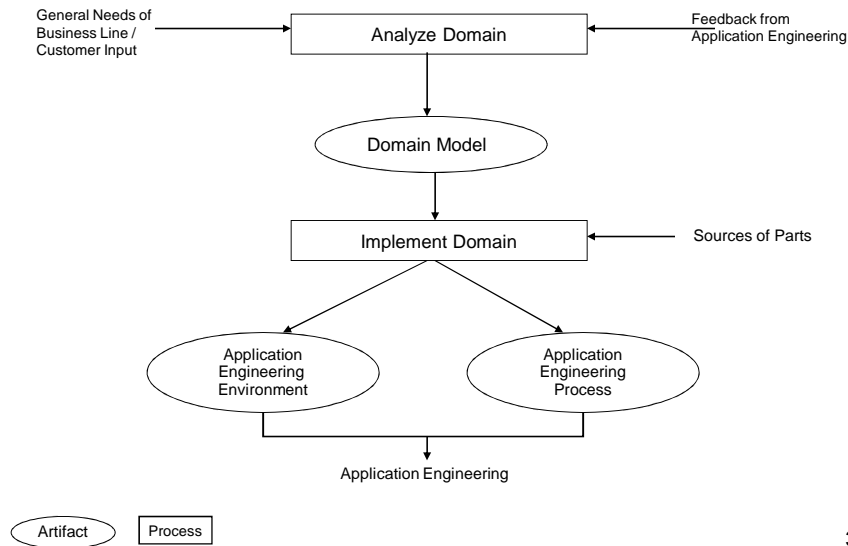 General Needs of
Business Line /
Customer Input
Analyze Domain
Feedback from
Application Engineering
Domain Model
Implement Domain
Sources of Parts
Application
Engineering
Environment
Application
Engineering
Process
Application Engineering
Artifact
Process